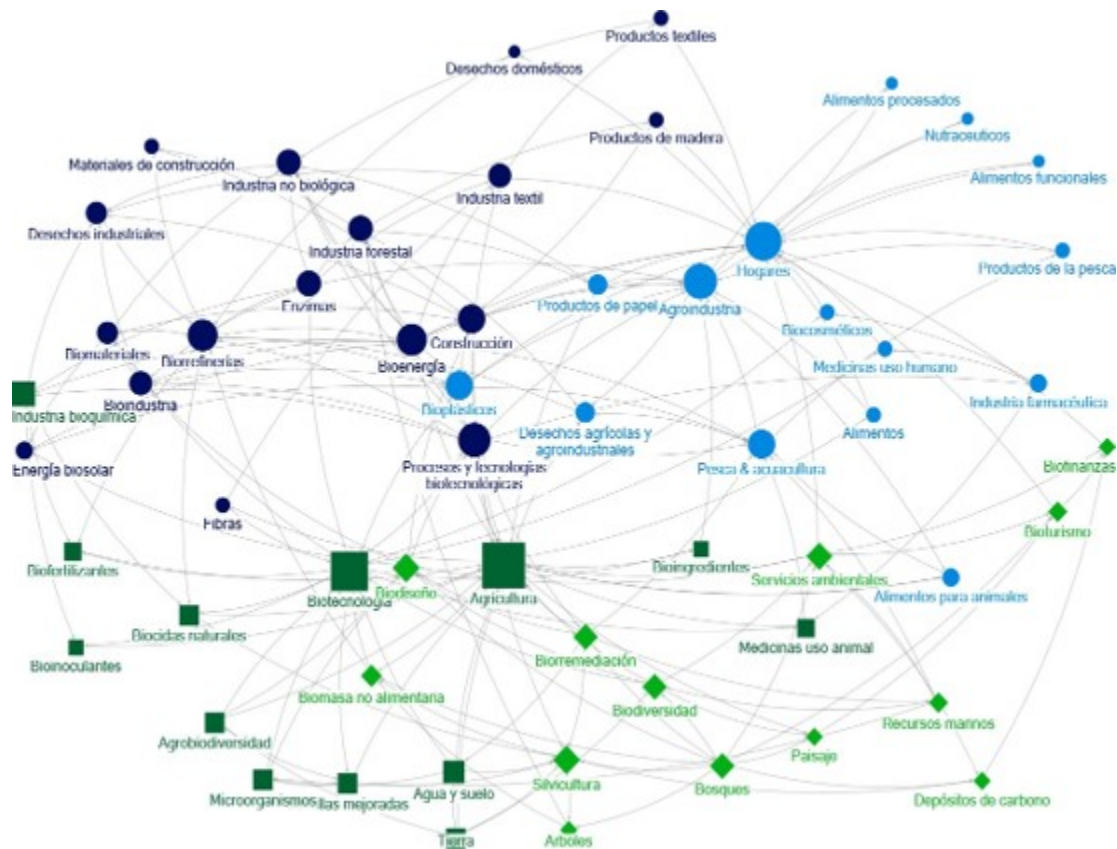 Productos textiles
Desechos domésticos
Alimentos procesados
Nutraceuticos
Productos de madera
Materiales de construcción
Industria no biológica
Alimentos funcionales
Industria textil
Desechos industriales
Industria forestal
Hogares
Productos de la pesca
Enzimas
Productos de papel
Agroindustria
Biocosméticos
Construcción
Biomateriales
Biorrefinerías
Bioenergía
Medicinas uso humano
Bioindustria
Industria bioquímica
Bioplásticos
Industria farmacéutica
Desechos agrícolas y
agroindustriales
Alimentos
Energía biosolar
Procesos y tecnologías
biotecnológicas
Pesca & acuacultura
Biofinanzas
Fibras
Bioturismo
Biofertilizantes
Bioingredientes
Servicios ambientales
Biodiseño
Biotecnología
Agricultura
Alimentos para animales
Biocidas naturales
Medicinas uso animal
Bioinoculantes
Biorremediación
Biomasa no alimentaria
Biodiversidad
Recursos marinos
Agrobiodiversidad
Paisaje
Silvicultura
Bosques
Agua y suelo
Microorganismos
llas mejoradas
Depósitos de carbono
Tierra
Arboles